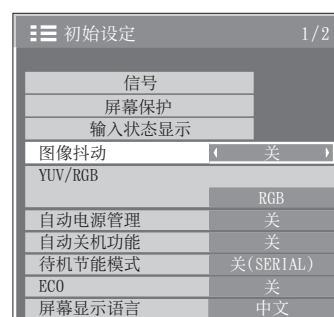 初始设定 1/2
信号
屏幕保护
输入状态显示
图像抖动 关
YUV/RGB
RGB
自动电源管理 关
自动关机功能 关
待机节能模式 关(SERIAL)
ECO 关
屏幕显示语言 中文